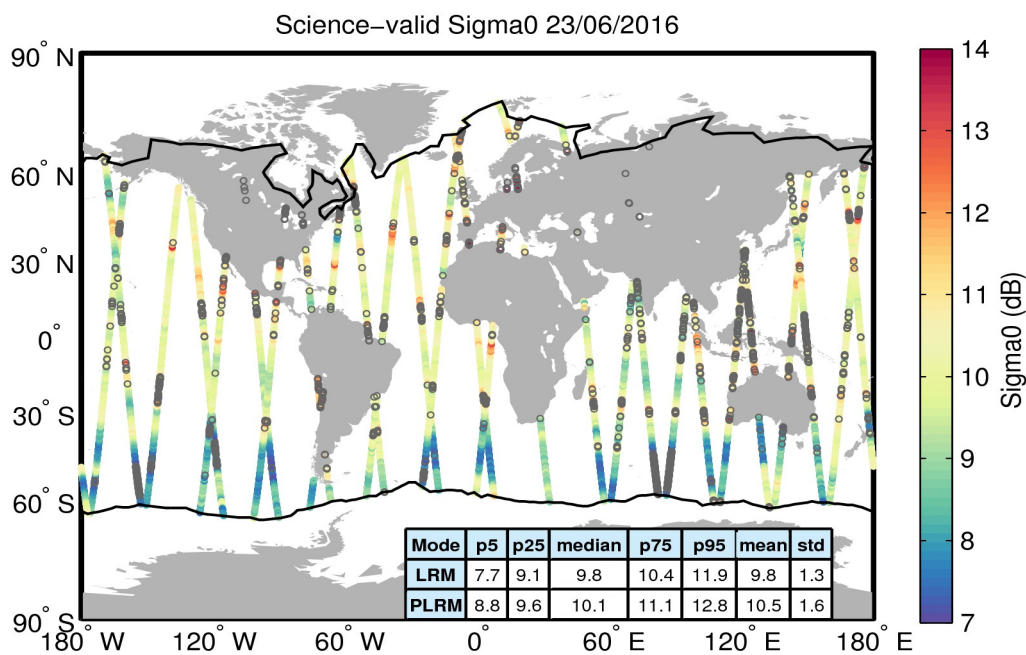 Science−valid Sigma0 23/06/2016
90° N
60° N
30° N
0°
30° S
60° S
90° S
180° W
120° W
60° W
0°
60° E
120° E
180° E
14
13
12
11
10
9
8
7
Sigma0 (dB)
Mode p5 p25 median p75 p95 mean std
LRM 7.7 9.1 9.8 10.4 11.9 9.8 1.3
PLRM 8.8 9.6 10.1 11.1 12.8 10.5 1.6